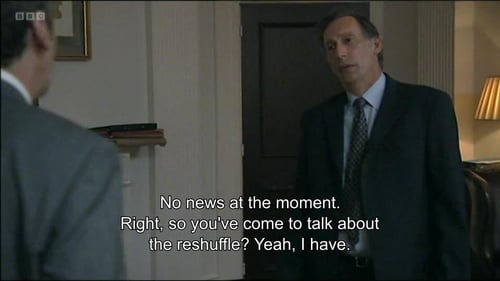 BBC
No news at the moment.
Right, so you've come to talk about
the reshuffle? Yeah, I have.